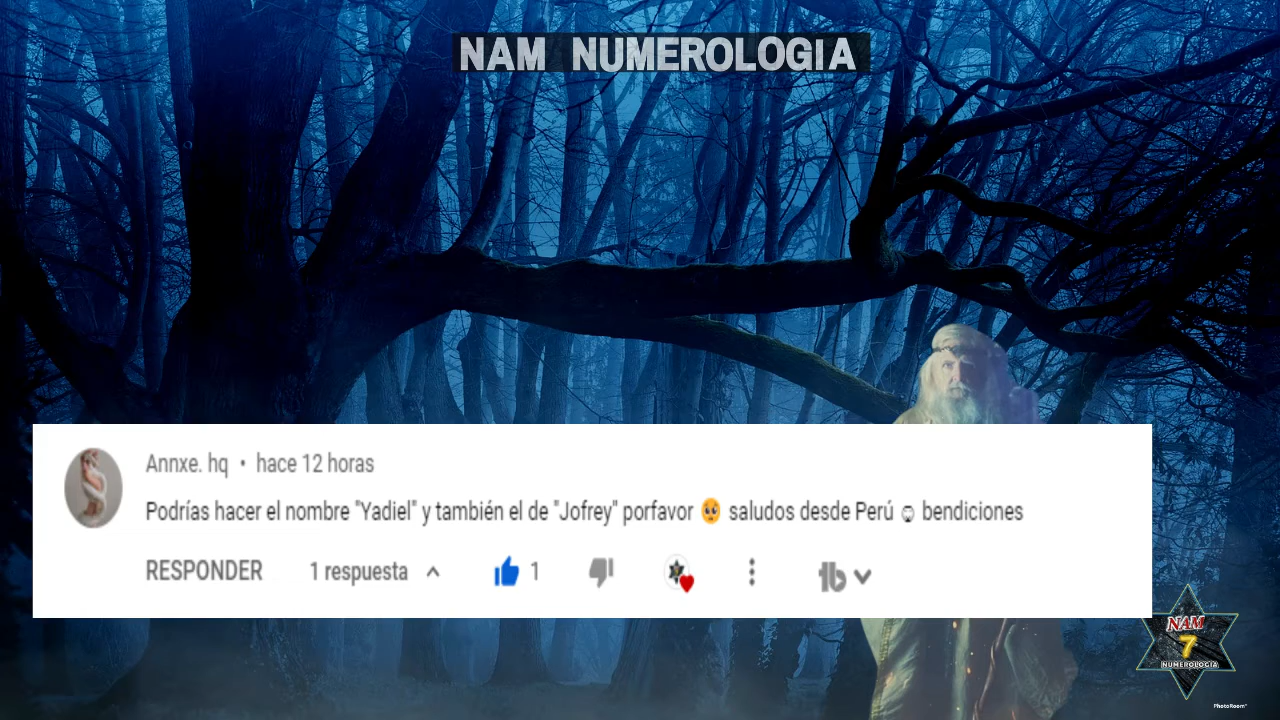 NAM NUMEROLOGIA
Annxe. hq • hace 12 horas
Podrías hacer el nombre "Yadiel" y también el de "Jofrey" porfavor 🥺 saludos desde Perú bendiciones
RESPONDER 1 respuesta 1
NAM
7
NUMEROLOGÍA
PhotoRoom